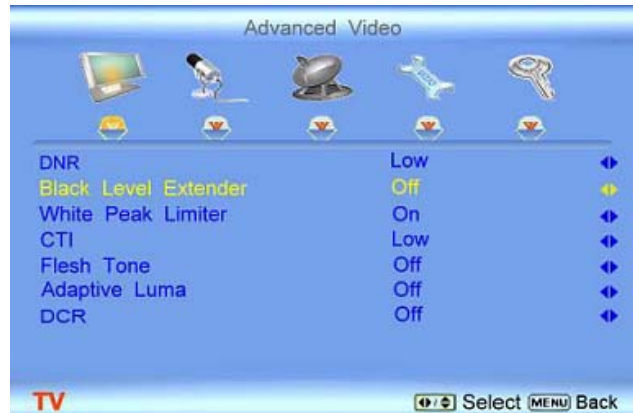 Advanced Video
DNR Low
Black Level Extender Off
White Peak Limiter On
CTI Low
Flesh Tone Off
Adaptive Luma Off
DCR Off
TV Select MENU Back